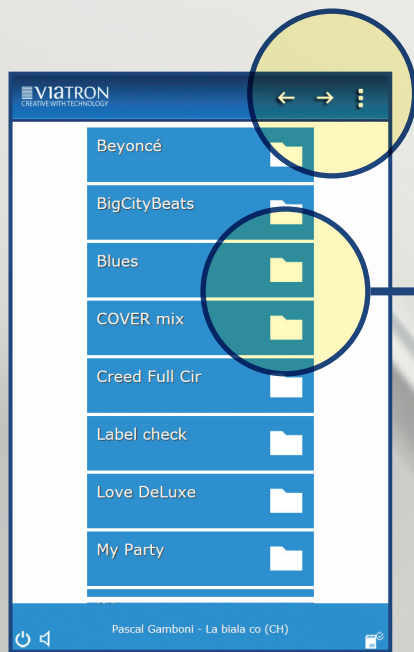 VIATRON
CREATIVE WITH TECHNOLOGY
Beyoncé
BigCityBeats
Blues
COVER mix
Creed Full Cir
Label check
Love DeLuxe
My Party
Pascal Gamboni - La biala co (CH)